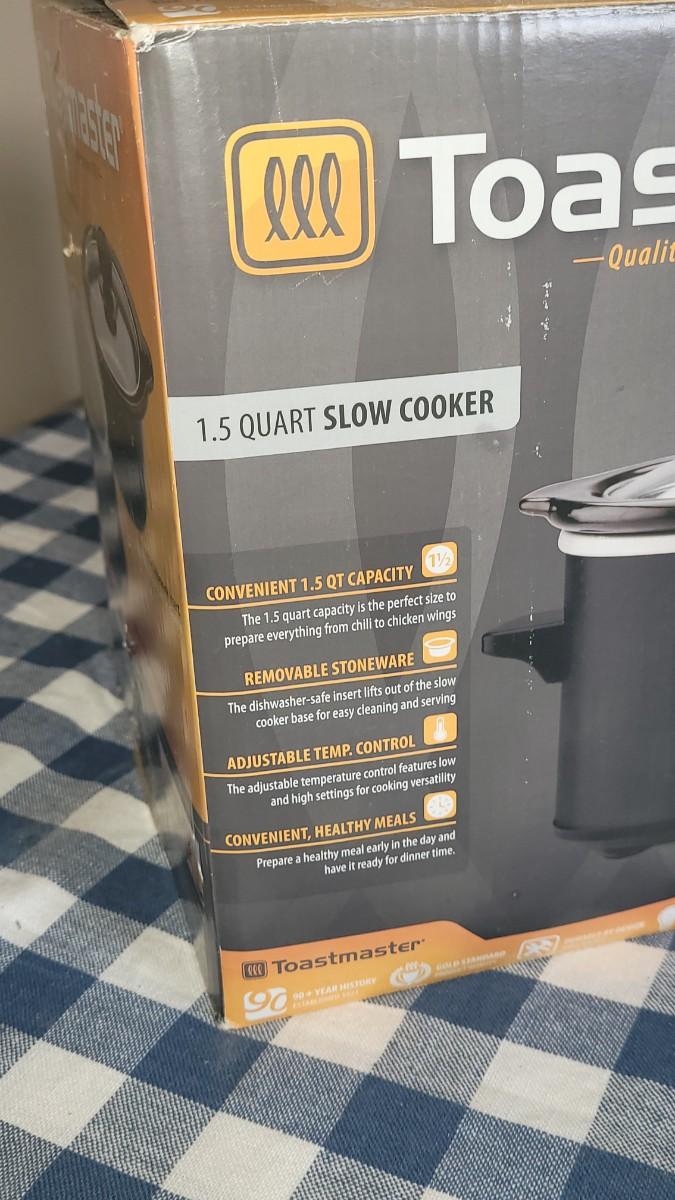 master
Toas
—Qualit
1.5 QUART SLOW COOKER
1½
CONVENIENT 1.5 QT CAPACITY
The 1.5 quart capacity is the perfect size to
prepare everything from chili to chicken wings
REMOVABLE STONEWARE
The dishwasher-safe insert lifts out of the slow
cooker base for easy cleaning and serving
ADJUSTABLE TEMP. CONTROL
The adjustable temperature control features low
and high settings for cooking versatility
CONVENIENT, HEALTHY MEALS
Prepare a healthy meal early in the day and
have it ready for dinner time.
Toastmaster
90 90+ YEAR HISTORY
GOLD STANDARD
DURABLE BY DESIGN